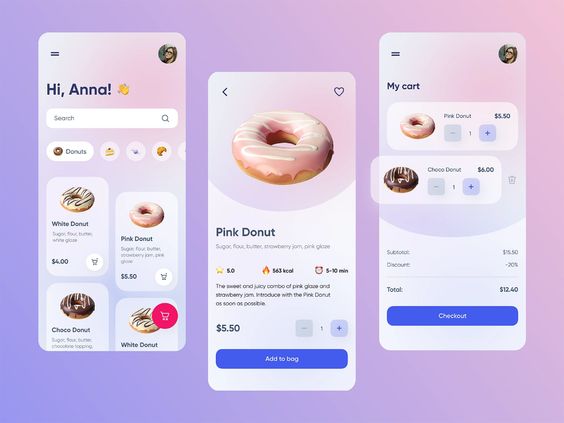 Hi, Anna! 👋
Search
Donuts
White Donut
Sugar, flour, butter,
white glaze
$4.00
Pink Donut
Sugar, flour, butter,
strawberry jam, pink
glaze
$5.50
Choco Donut
Sugar, flour, butter,
chocolate topping,
White Donut
Pink Donut
Sugar, flour, butter, strawberry jam, pink glaze
5.0
563 kcal
5-10 min
The sweet and juicy combo of pink glaze and
strawberry jam. Introduce with the Pink Donut
as soon as possible.
$5.50
1
Add to bag
My cart
Pink Donut $5.50
1
Choco Donut $6.00
1
Subtotal: $15.50
Discount: -20%
Total: $12.40
Checkout